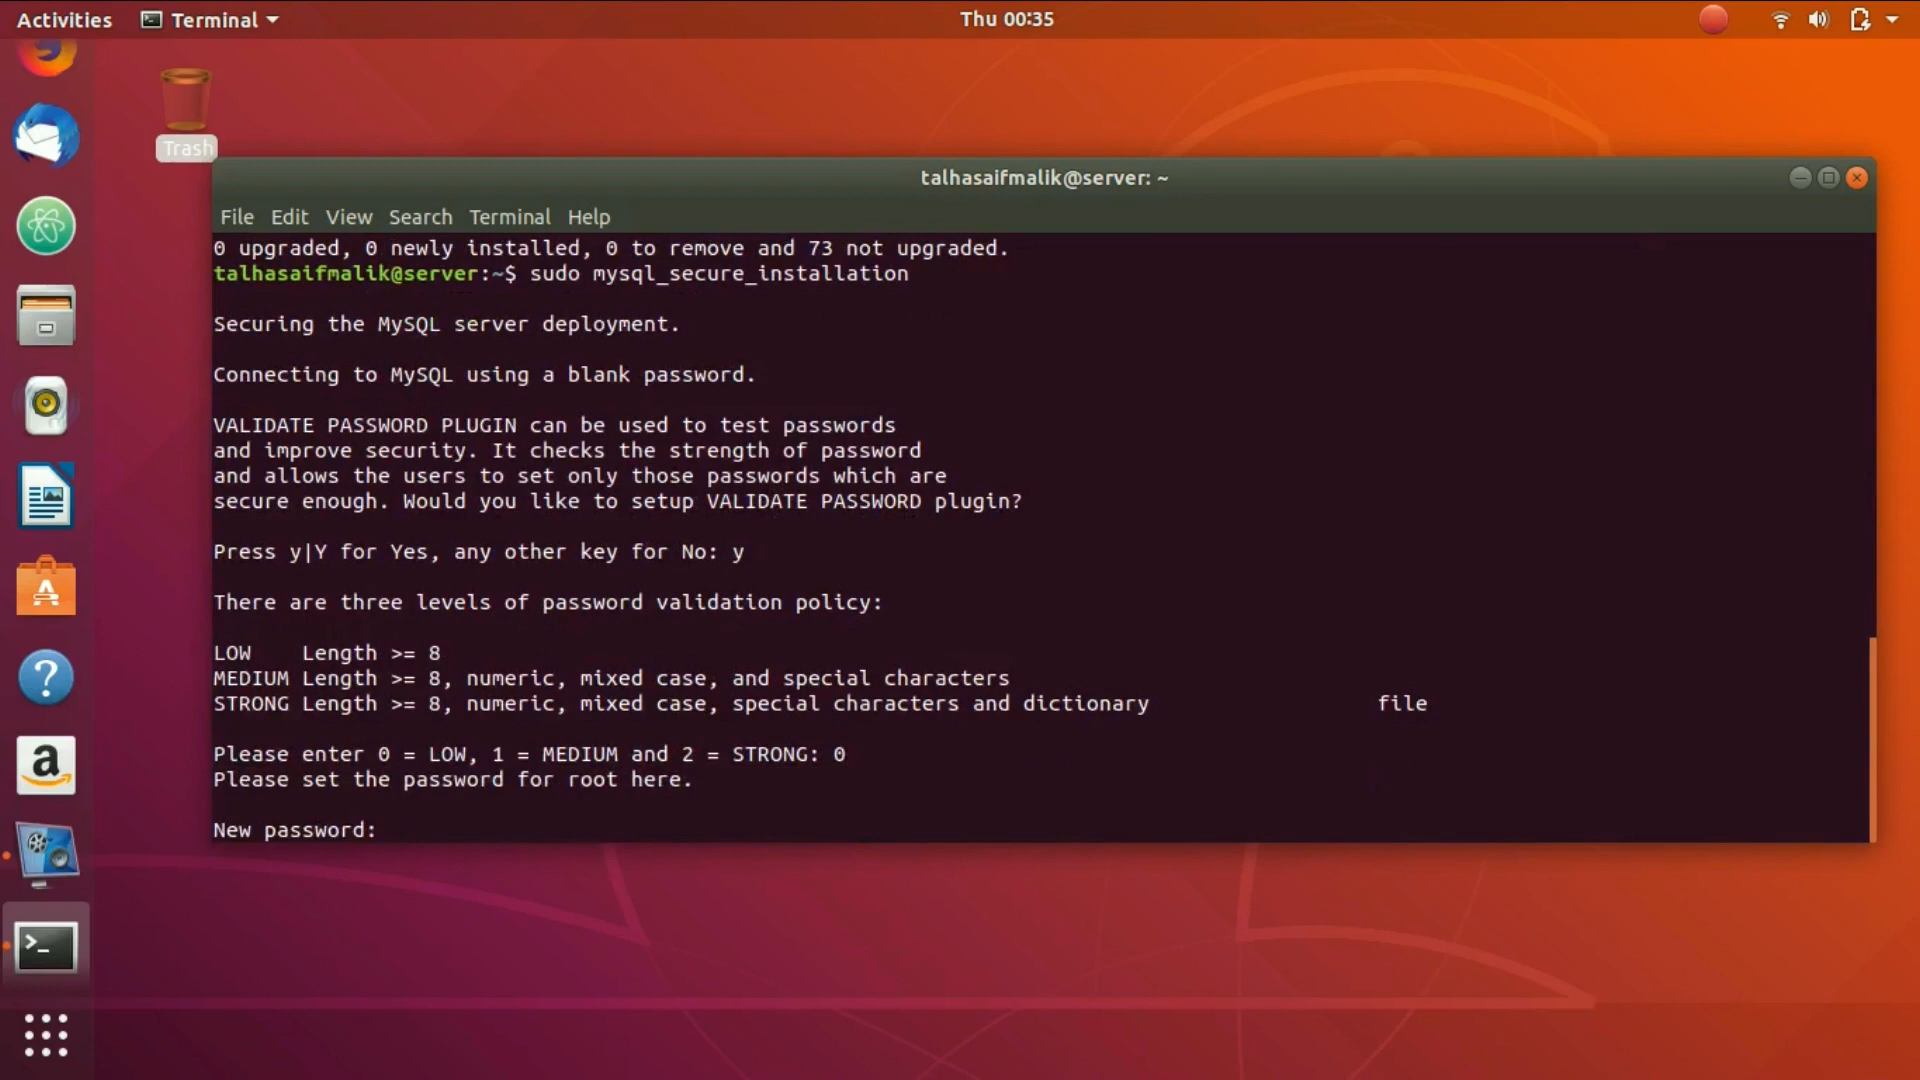 Activities Terminal Thu 00:35
Trash
talhasaifmalik@server: ~
File Edit View Search Terminal Help
0 upgraded, 0 newly installed, 0 to remove and 73 not upgraded.
talhasaifmalik@server:~$ sudo mysql_secure_installation
Securing the MySQL server deployment.
Connecting to MySQL using a blank password.
VALIDATE PASSWORD PLUGIN can be used to test passwords
and improve security. It checks the strength of password
and allows the users to set only those passwords which are
secure enough. Would you like to setup VALIDATE PASSWORD plugin?
Press y|Y for Yes, any other key for No: y
There are three levels of password validation policy:
LOW    Length >= 8
MEDIUM Length >= 8, numeric, mixed case, and special characters
STRONG Length >= 8, numeric, mixed case, special characters and dictionary                  file
Please enter 0 = LOW, 1 = MEDIUM and 2 = STRONG: 0
Please set the password for root here.
New password: